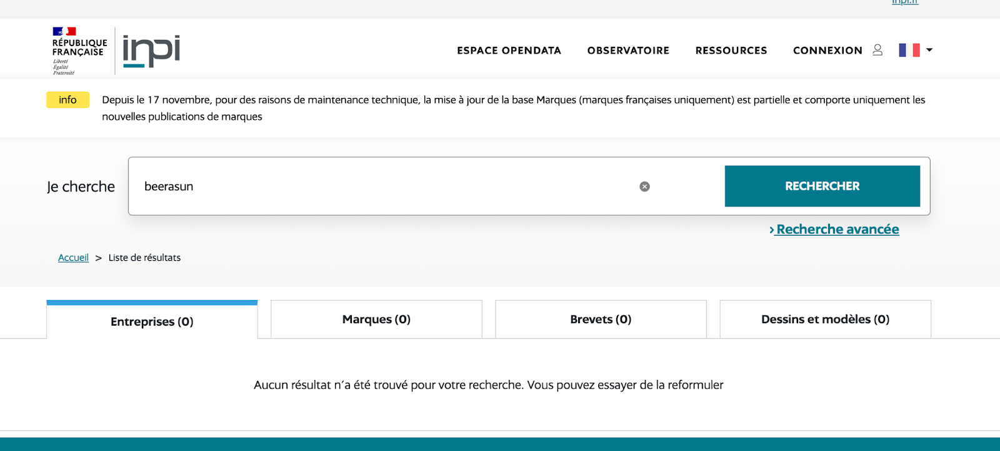 inpi.fr
RÉPUBLIQUE
FRANÇAISE
Liberté
Égalité
Fraternité
inpi
ESPACE OPENDATA
OBSERVATOIRE
RESSOURCES
CONNEXION
info
Depuis le 17 novembre, pour des raisons de maintenance technique, la mise à jour de la base Marques (marques françaises uniquement) est partielle et comporte uniquement les
nouvelles publications de marques
Je cherche
beerasun
RECHERCHER
> Recherche avancée
Accueil > Liste de résultats
Entreprises (0)
Marques (0)
Brevets (0)
Dessins et modèles (0)
Aucun résultat n’a été trouvé pour votre recherche. Vous pouvez essayer de la reformuler